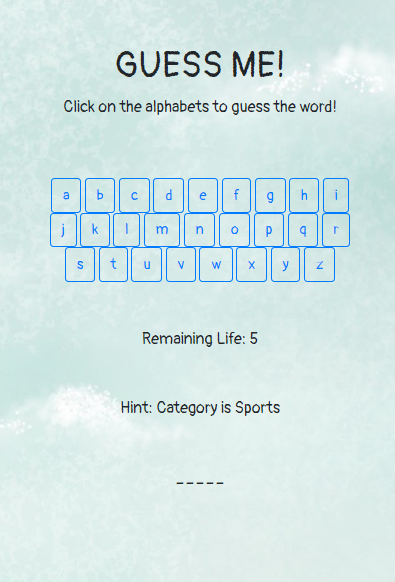 GUESS ME!
Click on the alphabets to guess the word!
a b c d e f g h i
j k l m n o p q r
s t u v w x y z
Remaining Life: 5
Hint: Category is Sports
_ _ _ _ _